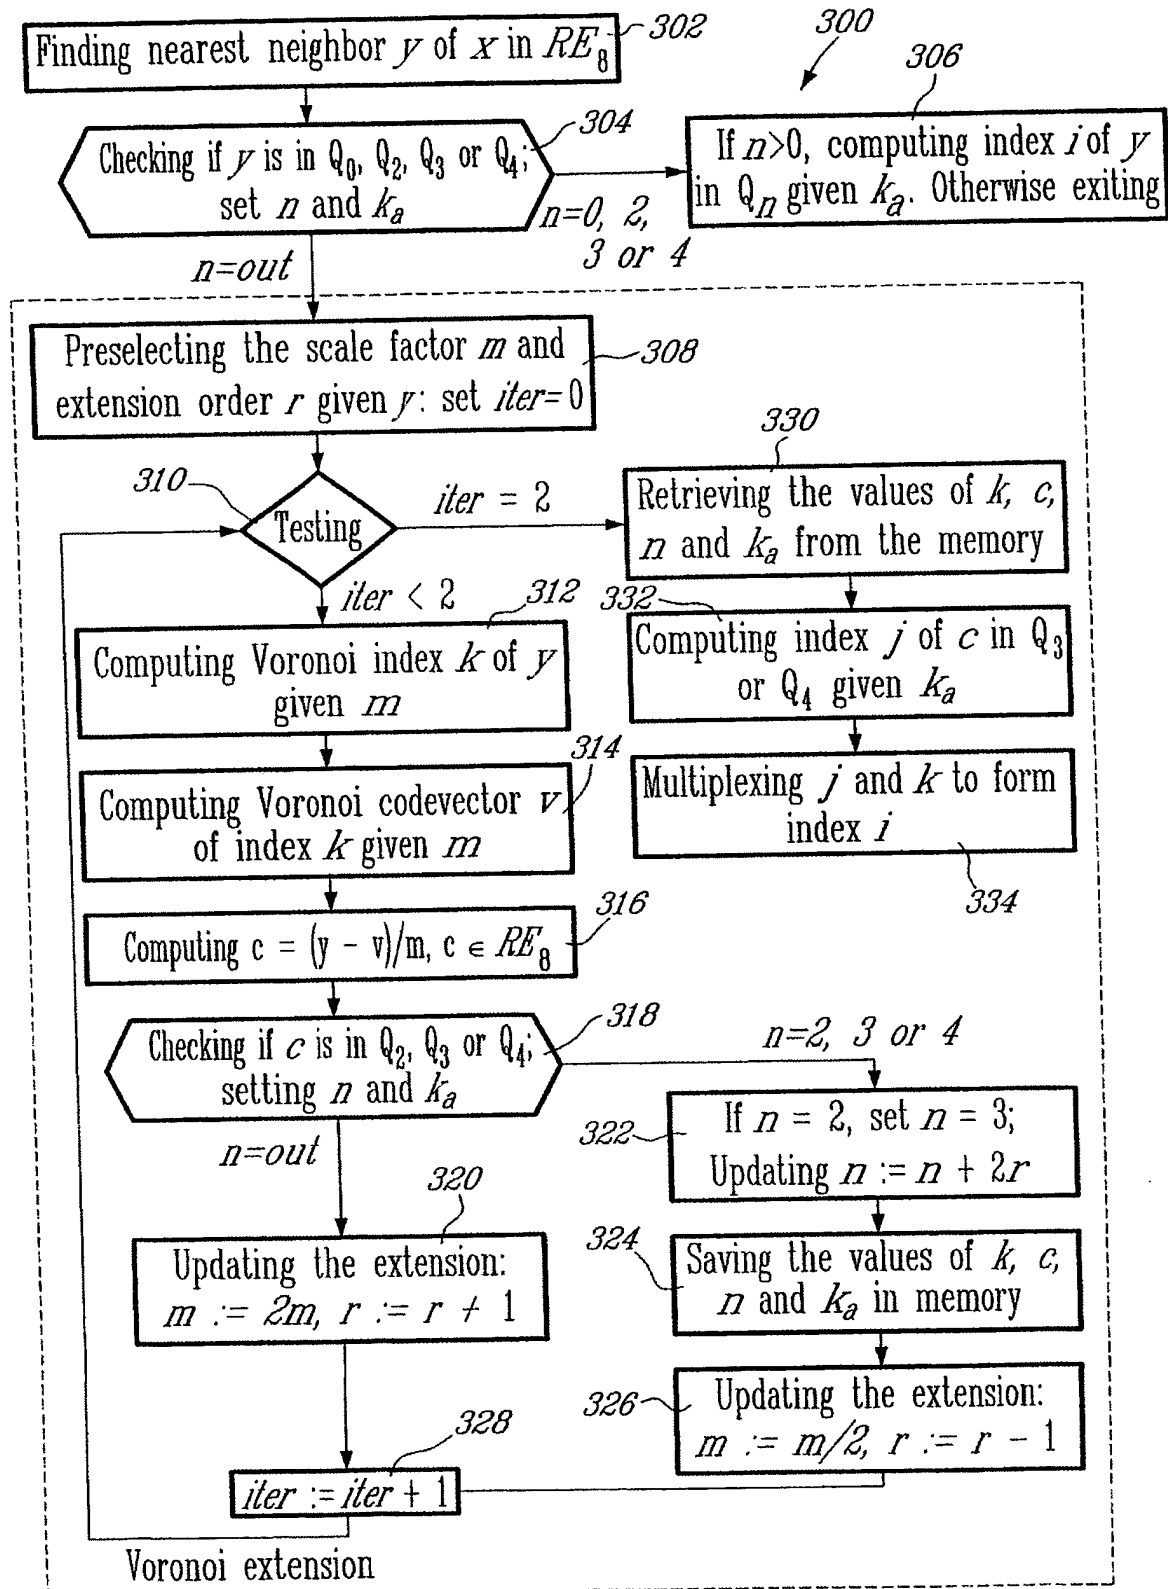 302
Finding nearest neighbor y of x in RE8
300
306
304
Checking if y is in Q0, Q2, Q3 or Q4;
set n and ka
If n>0, computing index i of y
in Qn given ka. Otherwise exiting
n=0, 2,
3 or 4
n=out
Preselecting the scale factor m and
extension order r given y: set iter=0
308
310
Testing
iter = 2
330
Retrieving the values of k, c,
n and ka from the memory
iter < 2
312
332
Computing Voronoi index k of y
given m
Computing index j of c in Q3
or Q4 given ka
314
Computing Voronoi codevector v
of index k given m
Multiplexing j and k to form
index i
334
316
Computing c = (y - v)/m, c ∈ RE8
318
Checking if c is in Q2, Q3 or Q4;
setting n and ka
n=2, 3 or 4
n=out
322
If n = 2, set n = 3;
Updating n := n + 2r
320
Updating the extension:
m := 2m, r := r + 1
324
Saving the values of k, c,
n and ka in memory
326
Updating the extension:
m := m/2, r := r - 1
328
iter := iter + 1
Voronoi extension